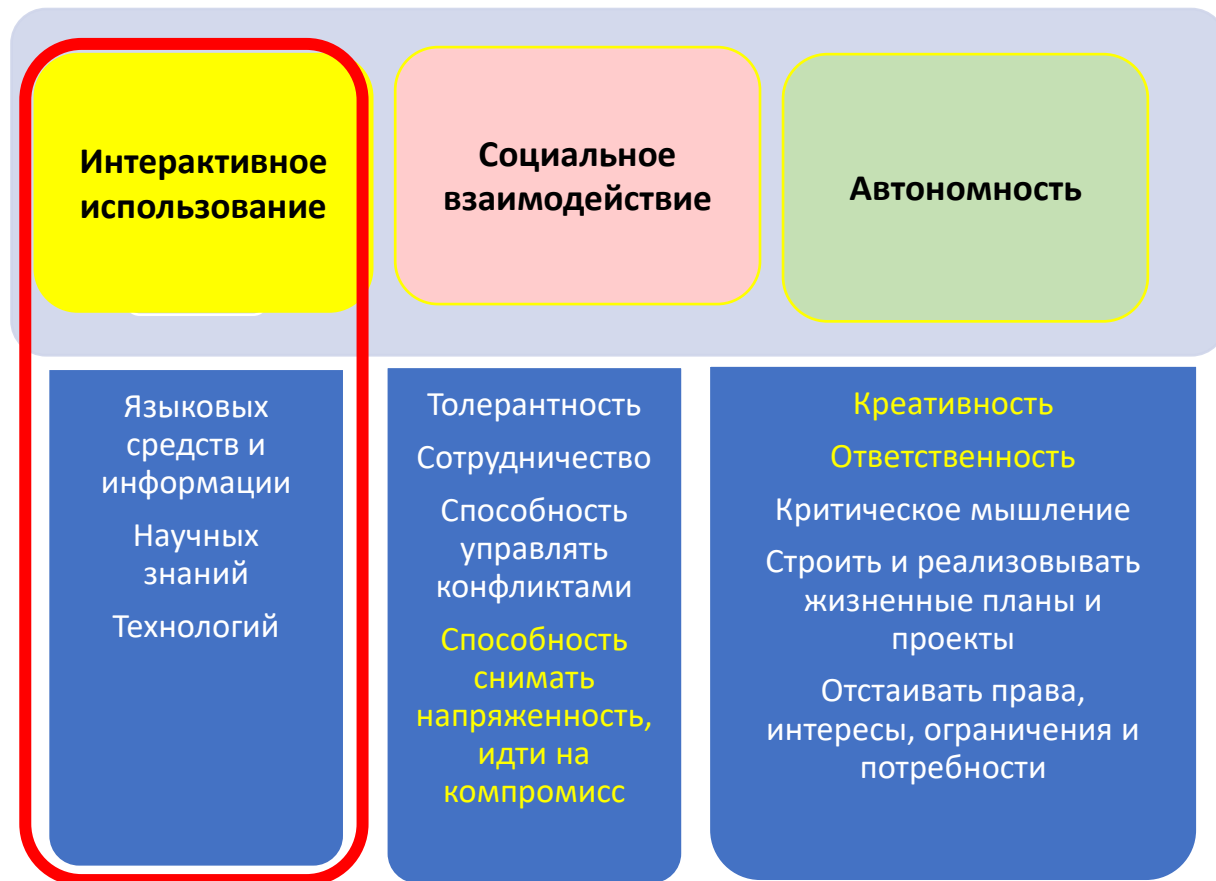 Интерактивное
использование
Социальное
взаимодействие
Автономность
Языковых
средств и
информации
Научных
знаний
Технологий
Толерантность
Сотрудничество
Способность
управлять
конфликтами
Способность
снимать
напряженность,
идти на
компромисс
Креативность
Ответственность
Критическое мышление
Строить и реализовывать
жизненные планы и
проекты
Отстаивать права,
интересы, ограничения и
потребности